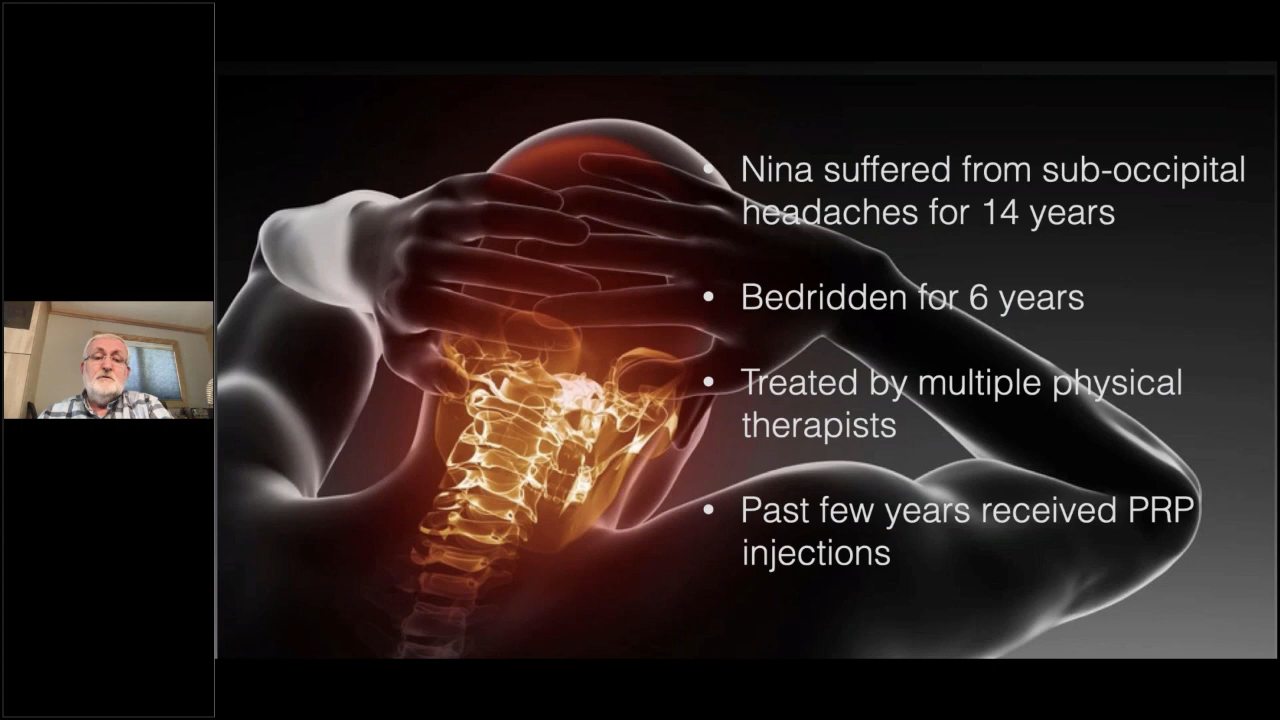 • Nina suffered from sub-occipital
headaches for 14 years
• Bedridden for 6 years
• Treated by multiple physical
therapists
• Past few years received PRP
injections